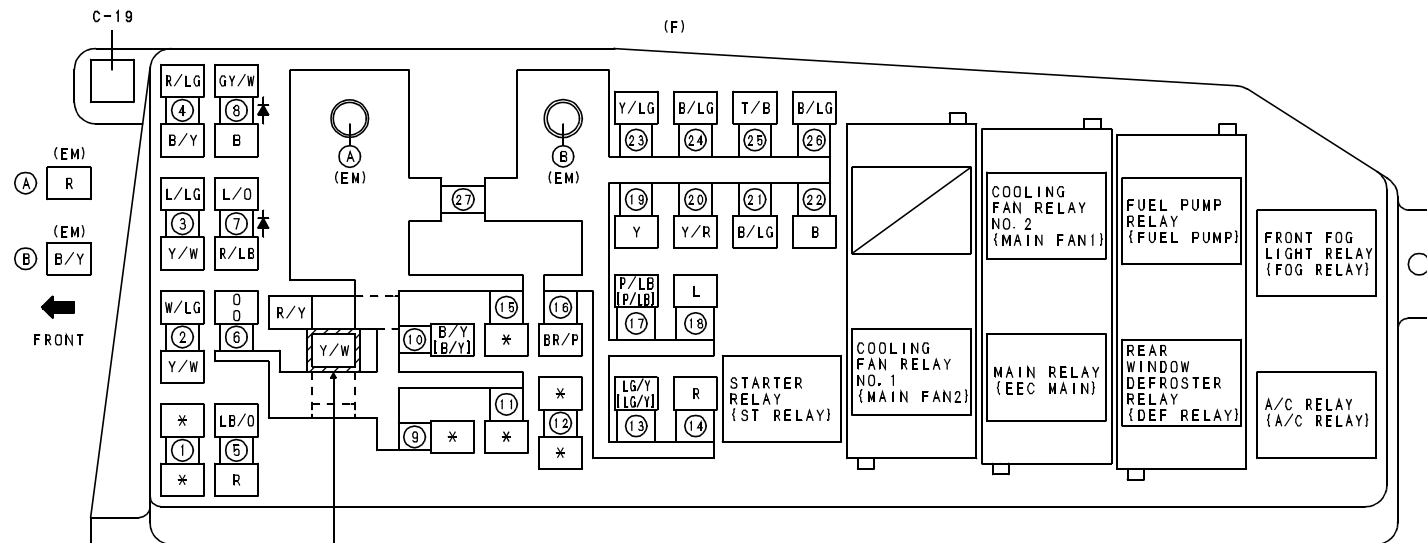 C-19
(F)
R/LG GY/W
4 8
B/Y B
(EM)
A R
L/LG L/O
3 7
Y/W R/LB
(EM)
B B/Y
FRONT
W/LG O O
2 6
Y/W
* LB/O
1 5
* R
A
(EM)
B
(EM)
27
R/Y
Y/W
10 B/Y
[B/Y]
15
*
16
BR/P
9 *
11
*
*
12
*
Y/LG B/LG T/B B/LG
23 24 25 26
19 20 21 22
Y Y/R B/LG B
P/LB
[P/LB]
L
17 18
LG/Y
[LG/Y]
R
13 14
STARTER
RELAY
{ST RELAY}
COOLING
FAN RELAY
NO.1
{MAIN FAN2}
COOLING
FAN RELAY
NO.2
{MAIN FAN1}
MAIN RELAY
{EEC MAIN}
FUEL PUMP
RELAY
{FUEL PUMP}
REAR
WINDOW
DEFROSTER
RELAY
{DEF RELAY}
FRONT FOG
LIGHT RELAY
{FOG RELAY}
A/C RELAY
{A/C RELAY}